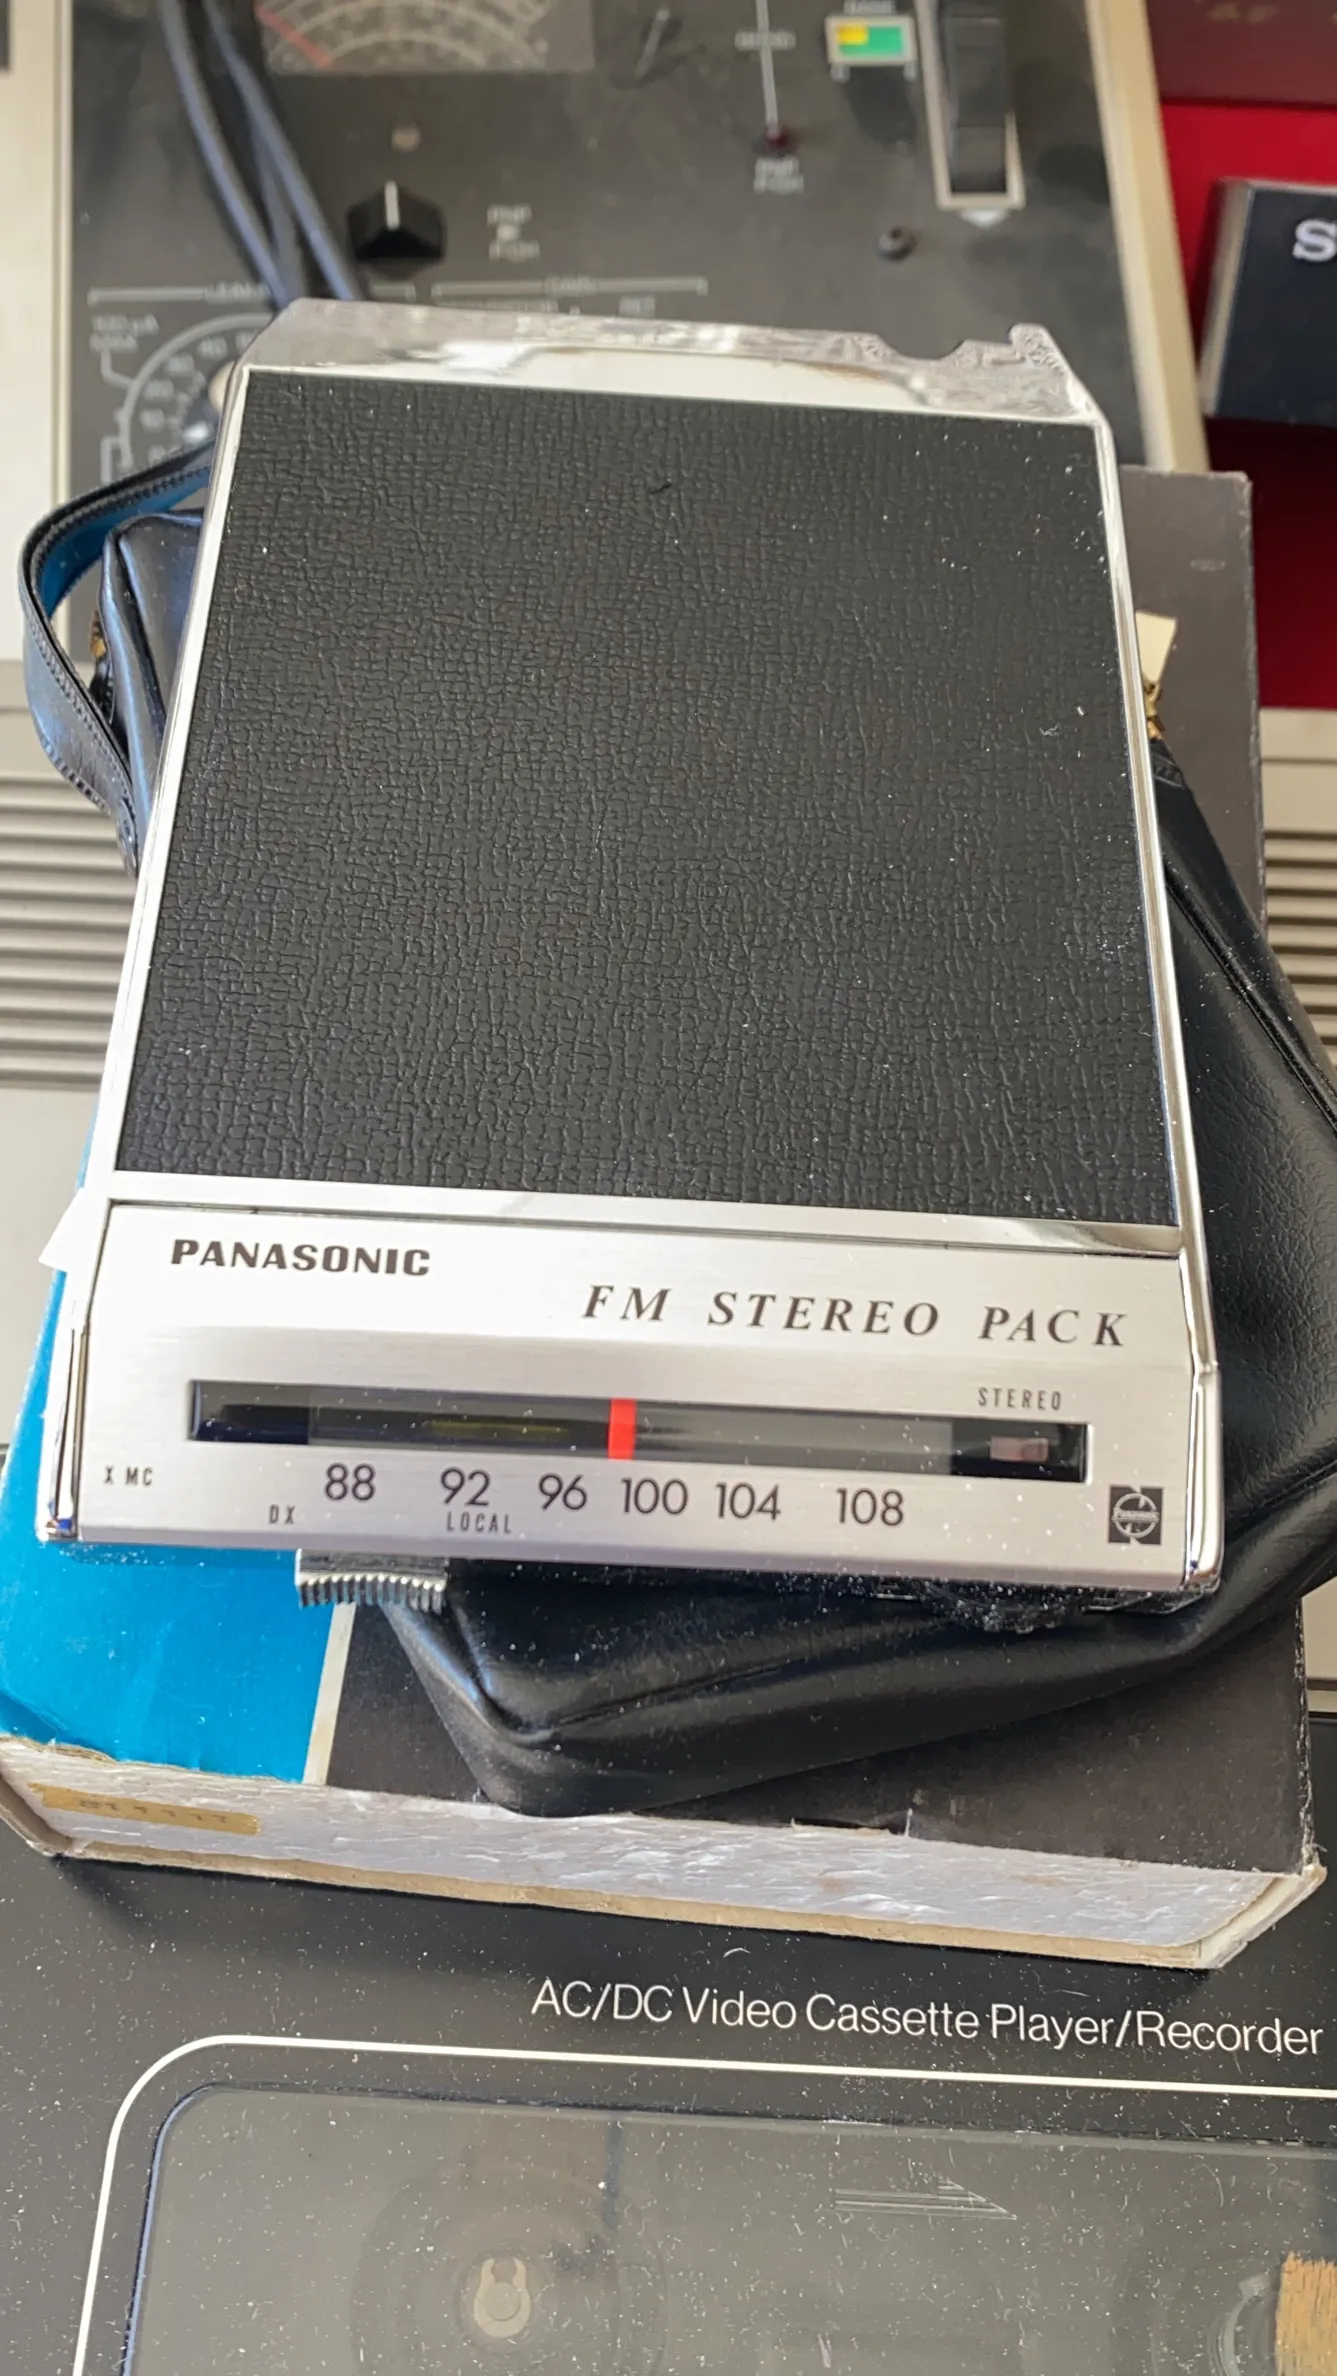 S
PANASONIC
FM STEREO PACK
STEREO
X MC
88 92 96 100 104 108
DX LOCAL
Panasonic
AC/DC Video Cassette Player/Recorder